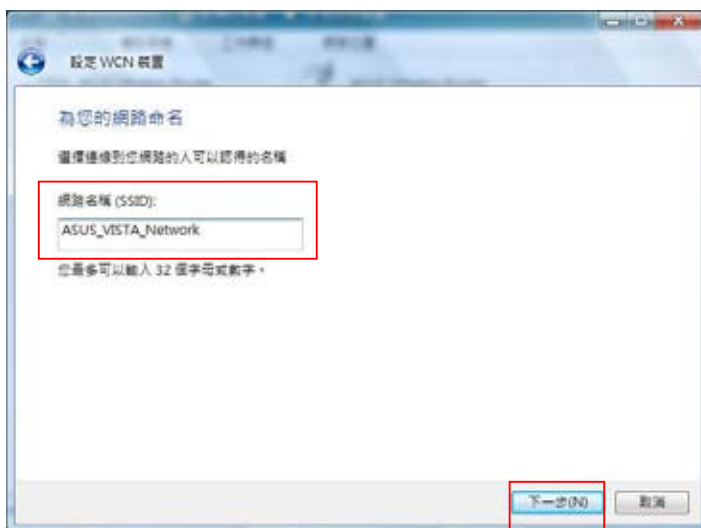 設定 WCN 裝置
為您的網路命名
選擇連線到您網路的人可以認得的名稱
網路名稱 (SSID):
ASUS_VISTA_Network
您最多可以輸入 32 個字母或數字。
下一步(N)
取消